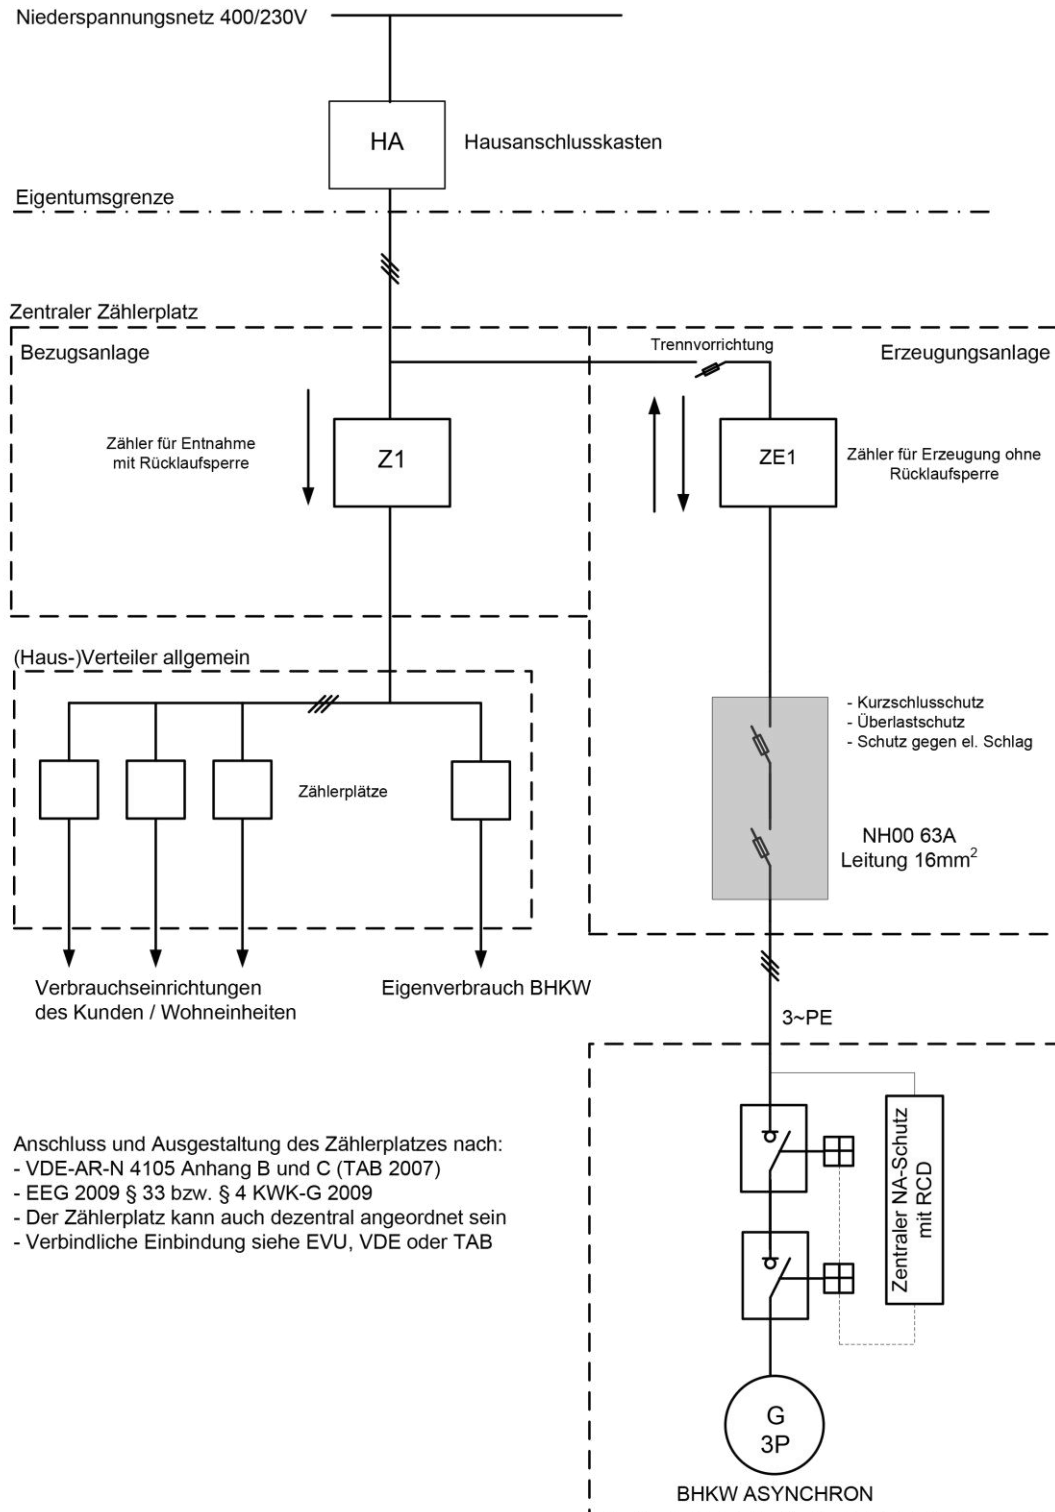 Niederspannungsnetz 400/230V
HA
Hausanschlusskasten
Eigentumsgrenze
Zentraler Zählerplatz
Bezugsanlage
Trennvorrichtung
Erzeugungsanlage
Zähler für Entnahme
mit Rücklaufsperre
Z1
ZE1
Zähler für Erzeugung ohne
Rücklaufsperre
(Haus-)Verteiler allgemein
Zählerplätze
- Kurzschlusschutz
- Überlastschutz
- Schutz gegen el. Schlag
NH00 63A
Leitung 16mm²
Verbrauchseinrichtungen
des Kunden / Wohneinheiten
Eigenverbrauch BHKW
3~PE
Anschluss und Ausgestaltung des Zählerplatzes nach:
- VDE-AR-N 4105 Anhang B und C (TAB 2007)
- EEG 2009 § 33 bzw. § 4 KWK-G 2009
- Der Zählerplatz kann auch dezentral angeordnet sein
- Verbindliche Einbindung siehe EVU, VDE oder TAB
Zentraler NA-Schutz
mit RCD
G
3P
BHKW ASYNCHRON